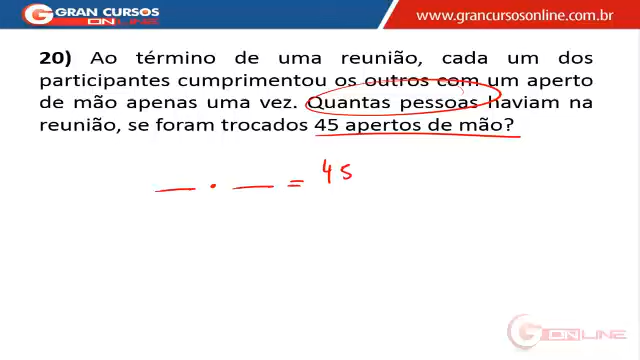 GRAN CURSOS
ONLINE
www.grancursosonline.com.br
20) Ao término de uma reunião, cada um dos
participantes cumprimentou os outros com um aperto
de mão apenas uma vez. Quantas pessoas haviam na
reunião, se foram trocados 45 apertos de mão?
__ . __ = 45
ONLINE